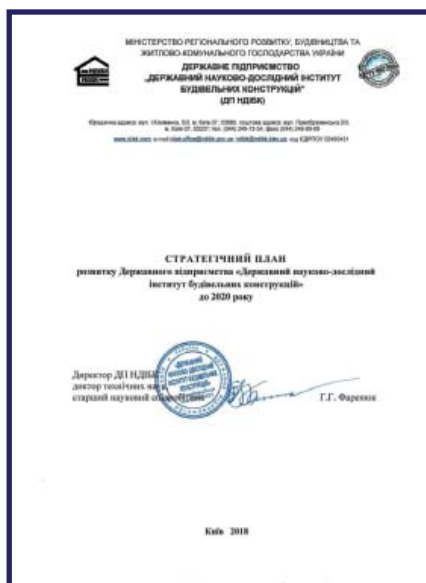 МІНІСТЕРСТВО РЕГІОНАЛЬНОГО РОЗВИТКУ, БУДІВНИЦТВА ТА
ЖИТЛОВО-КОМУНАЛЬНОГО ГОСПОДАРСТВА УКРАЇНИ
ДЕРЖАВНЕ ПІДПРИЄМСТВО
„ДЕРЖАВНИЙ НАУКОВО-ДОСЛІДНИЙ ІНСТИТУТ
БУДІВЕЛЬНИХ КОНСТРУКЦІЙ"
(ДП НДІБК)
СТРАТЕГІЧНИЙ ПЛАН
розвитку Державного підприємства «Державний науково-дослідний
інститут будівельних конструкцій»
до 2020 року
Директор ДП НДІБК
доктор технічних наук
старший науковий
Г.Г. Фаренюк
Київ 2018